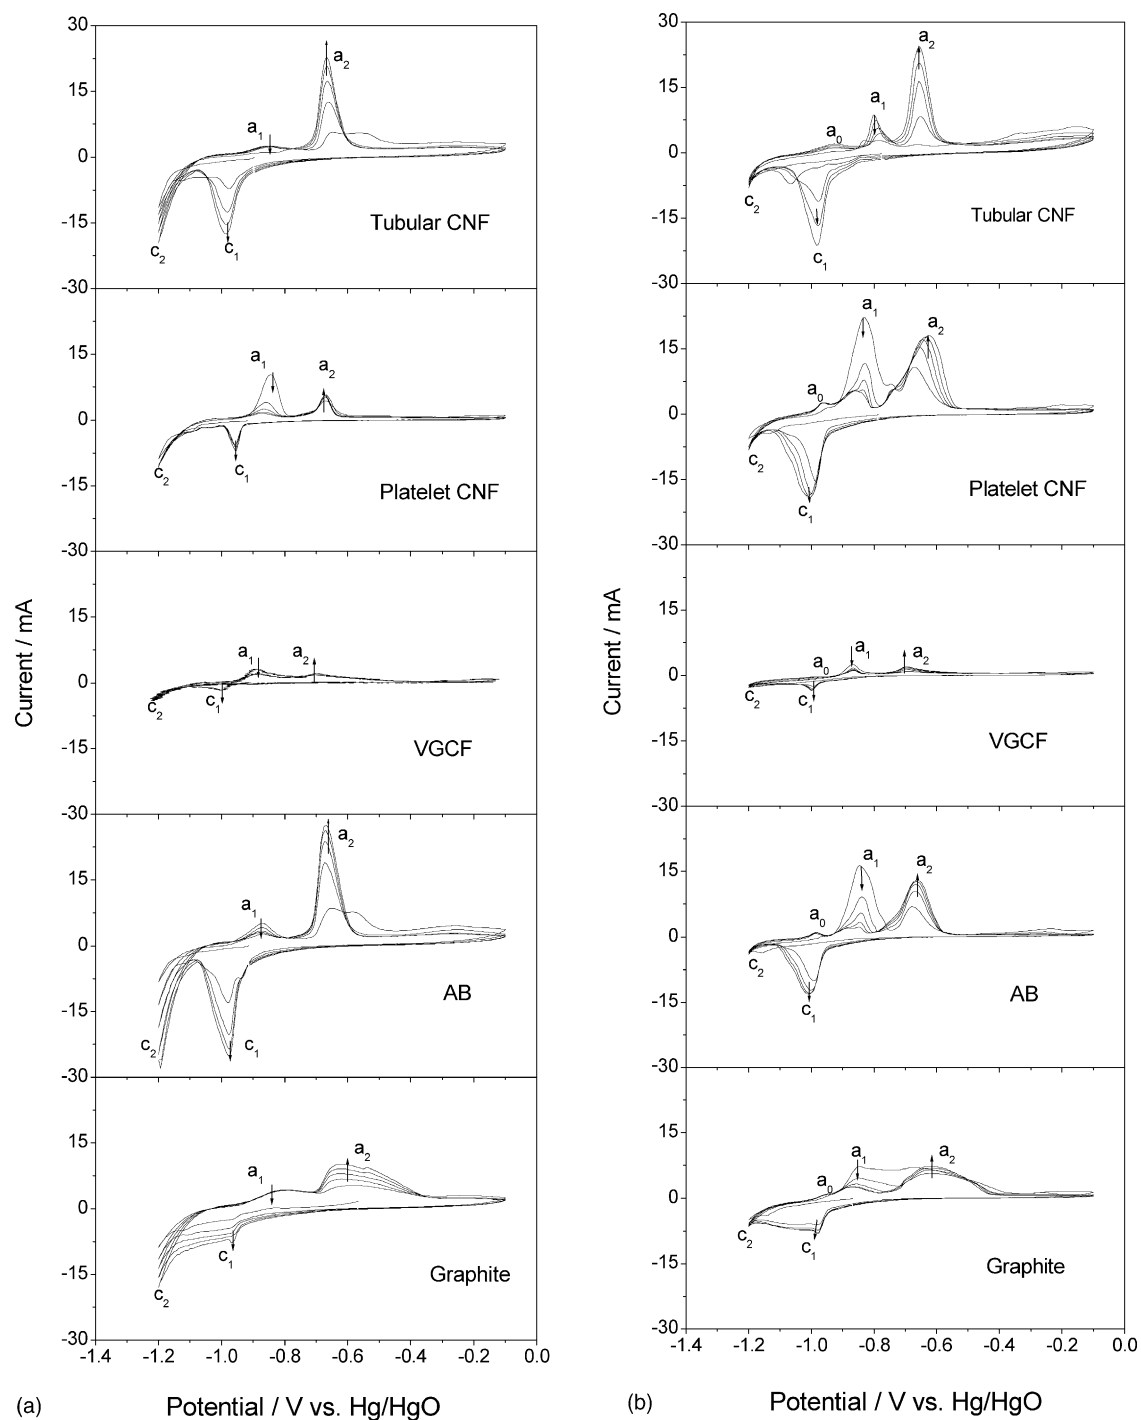 30
15
0
-15
-30
a1
a2
c2
c1
Tubular CNF
15
0
-15
-30
a1
a2
c2
c1
Platelet CNF
15
0
-15
-30
a1
a2
c2
c1
VGCF
15
0
-15
-30
a1
a2
c2
c1
AB
15
0
-15
-30
a1
a2
c1
c2
Graphite
-1.4 -1.2 -1.0 -0.8 -0.6 -0.4 -0.2 0.0
Current / mA
(a) Potential / V vs. Hg/HgO
30
15
0
-15
-30
a0
a1
a2
c2
c1
Tubular CNF
15
0
-15
-30
a0
a1
a2
c2
c1
Platelet CNF
15
0
-15
-30
a0
a1
a2
c2
c1
VGCF
15
0
-15
-30
a0
a1
a2
c2
c1
AB
15
0
-15
-30
a0
a1
a2
c2
c1
Graphite
-1.4 -1.2 -1.0 -0.8 -0.6 -0.4 -0.2 0.0
Current / mA
(b) Potential / V vs. Hg/HgO